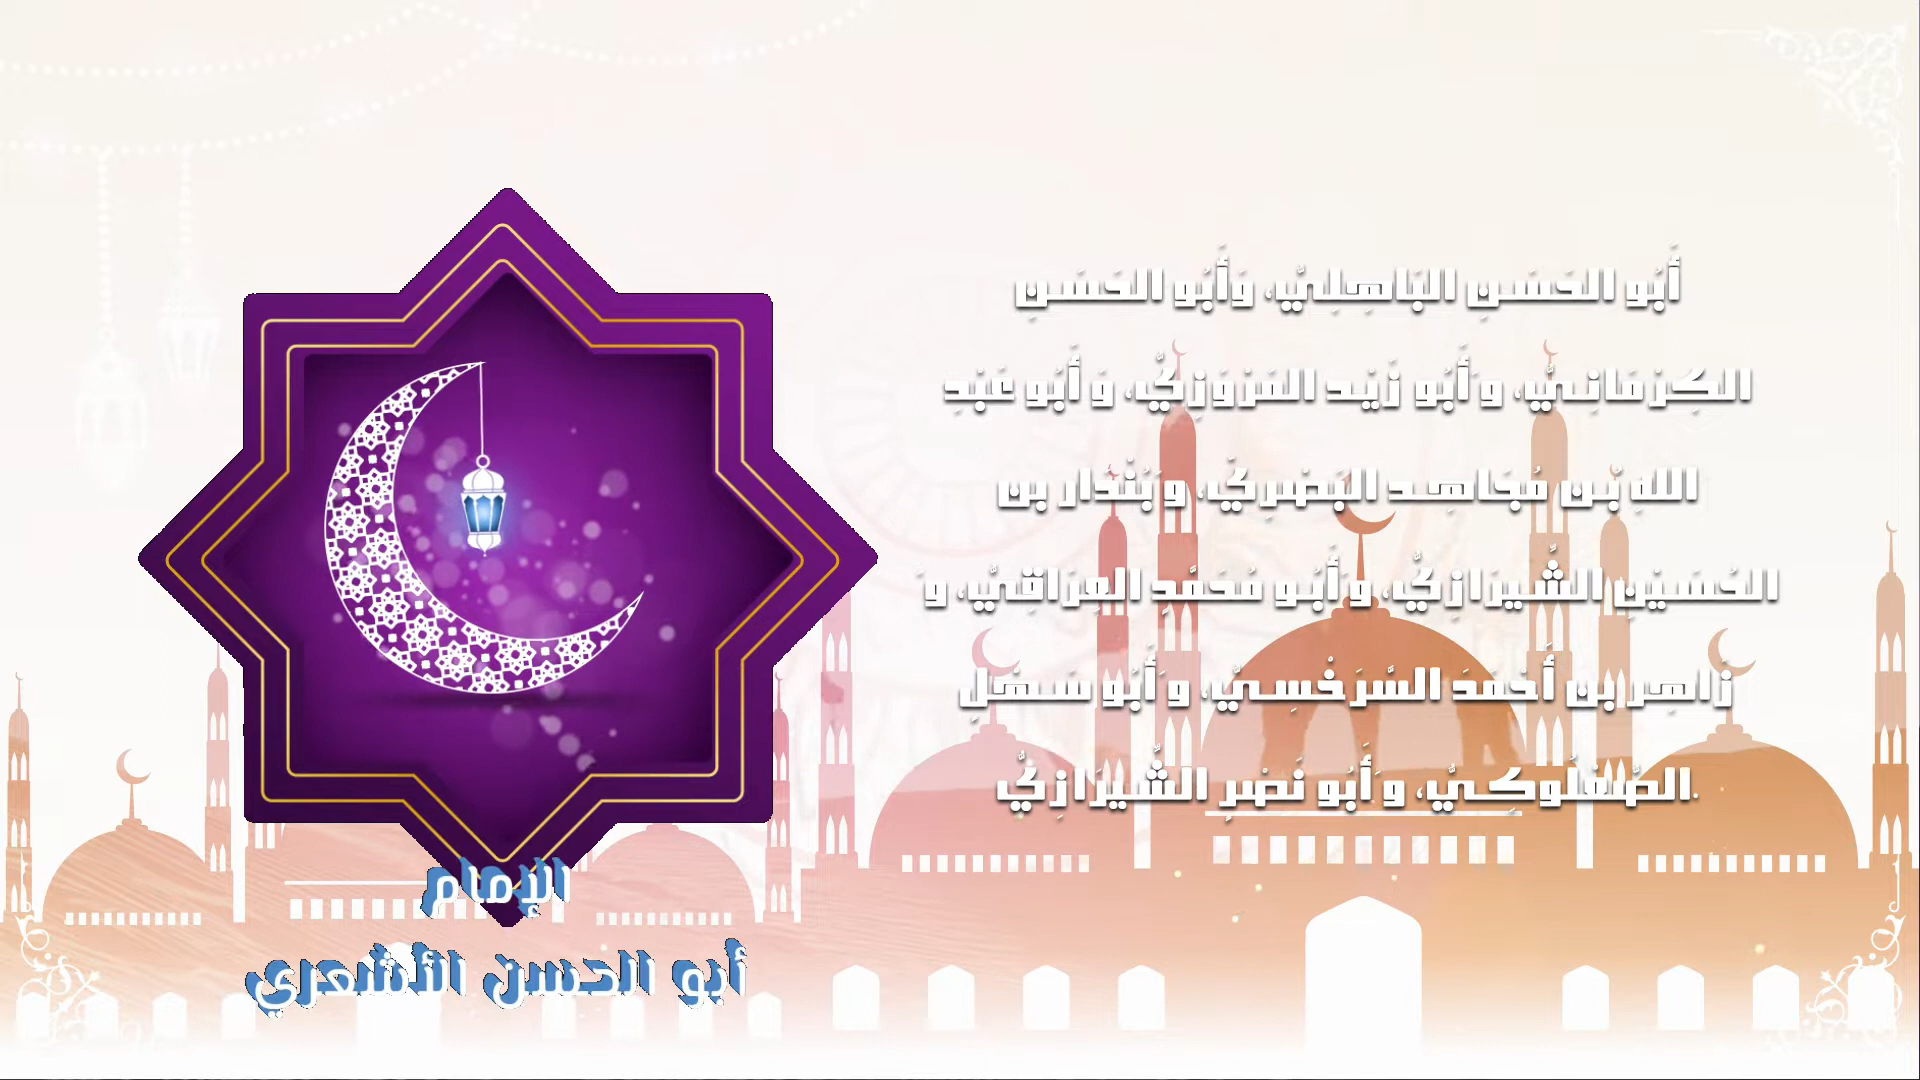 أَبُو الحَسَنِ البَاهِلِيُّ، وَأَبُو الحَسَنِ
الكِرْمَانِيُّ، وَأَبُو زَيْد المَرْوَزِيُّ، وَأَبُو عَبْدِ
اللهِ بْن مُجَاهِد البَصْرِيُّ، وَبُنْدَار بن
الحُسَيْنِ الشِّيرَازِيُّ، وَأَبُو مُحَمَّدٍ العِرَاقِيُّ، وَ
زَاهِر بن أَحْمَدَ السَّرَخْسِيُّ، وَأَبُو سَهْلٍ
الصُّعْلُوكِيُّ، وَأَبُو نَصْرٍ الشِّيرَازِيُّ.
الإمام
أبو الحسن الأشعري